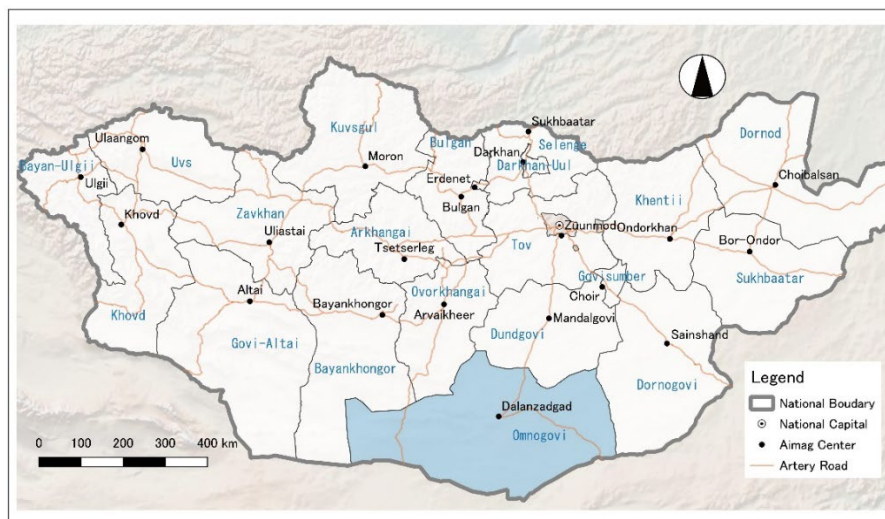 Sukhbaatar
Kuvsgul
Bulgan
Selenge
Dornod
Ulaangom
Darkhan
Bayan-Ulgii
Uvs
Moron
Darkhan-Uul
Ulgii
Erdenet
Choibalsan
Bulgan
Khentii
Khovd
Zavkhan
Arkhangai
Zuunmod
Ondorkhan
Uliastai
Tsetserleg
Tov
Bor-Ondor
Govisumber
Sukhbaatar
Altai
Bayankhongor
Ovorkhangai
Choir
Khovd
Arvaikheer
Mandalgovi
Govi-Altai
Dundgovi
Sainshand
Bayankhongor
Dornogovi
Dalanzadgad
Omnogovi
0 100 200 300 400 km
Legend
National Boudary
National Capital
Aimag Center
Artery Road